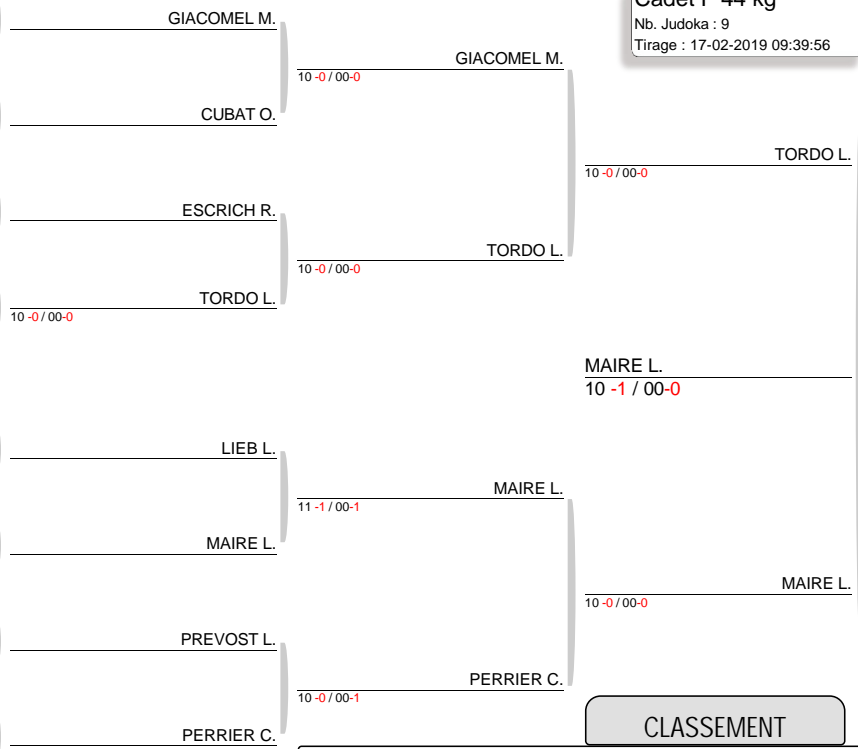 Cadet F -44 kg
Nb. Judoka : 9
Tirage : 17-02-2019 09:39:56
GIACOMEL M.
GIACOMEL M.
10 -0 / 00-0
CUBAT O.
TORDO L.
10 -0 / 00-0
ESCRICH R.
TORDO L.
10 -0 / 00-0
TORDO L.
10 -0 / 00-0
MAIRE L.
10 -1 / 00-0
LIEB L.
MAIRE L.
11 -1 / 00-1
MAIRE L.
MAIRE L.
10 -0 / 00-0
PREVOST L.
PERRIER C.
10 -0 / 00-1
PERRIER C.
CLASSEMENT